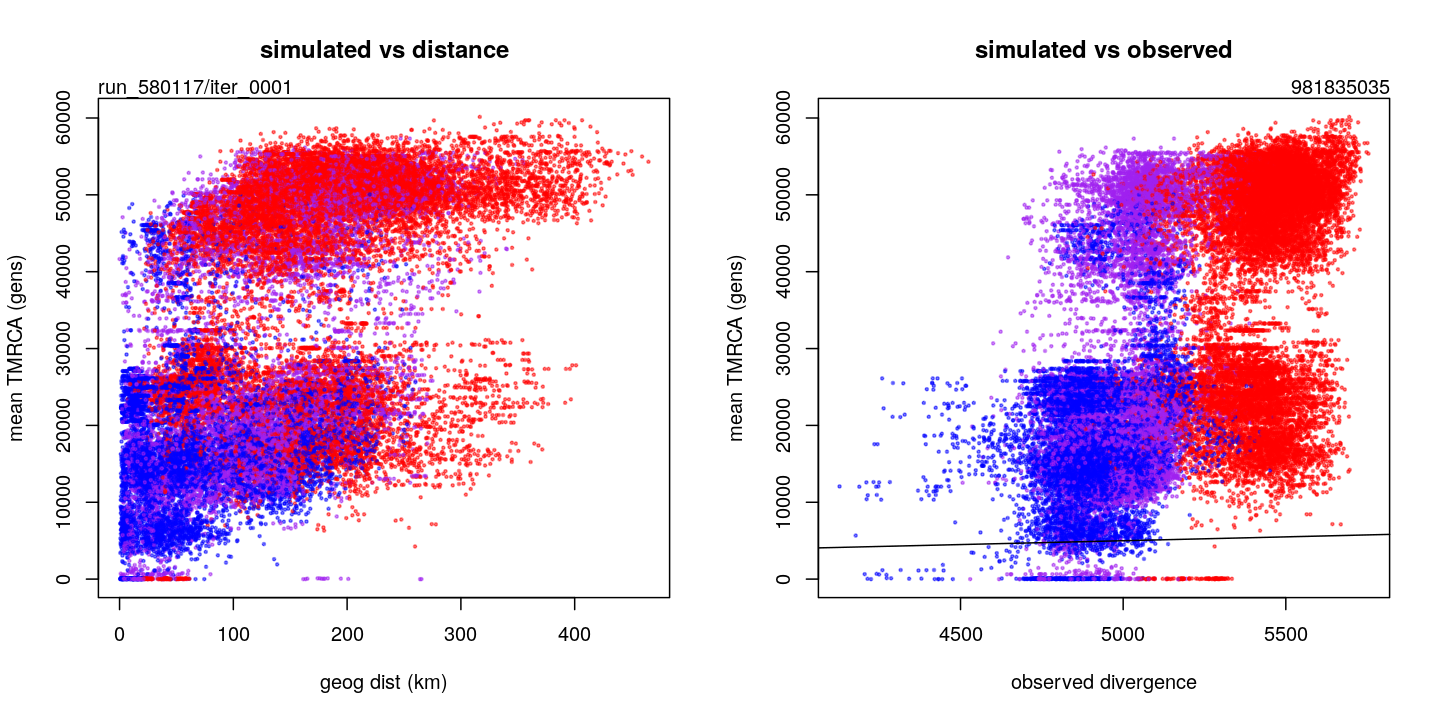 simulated vs distance
run_580117/iter_0001
mean TMRCA (gens)
60000
50000
40000
30000
20000
10000
0
0 100 200 300 400
geog dist (km)
simulated vs observed
981835035
mean TMRCA (gens)
60000
50000
40000
30000
20000
10000
0
4500 5000 5500
observed divergence